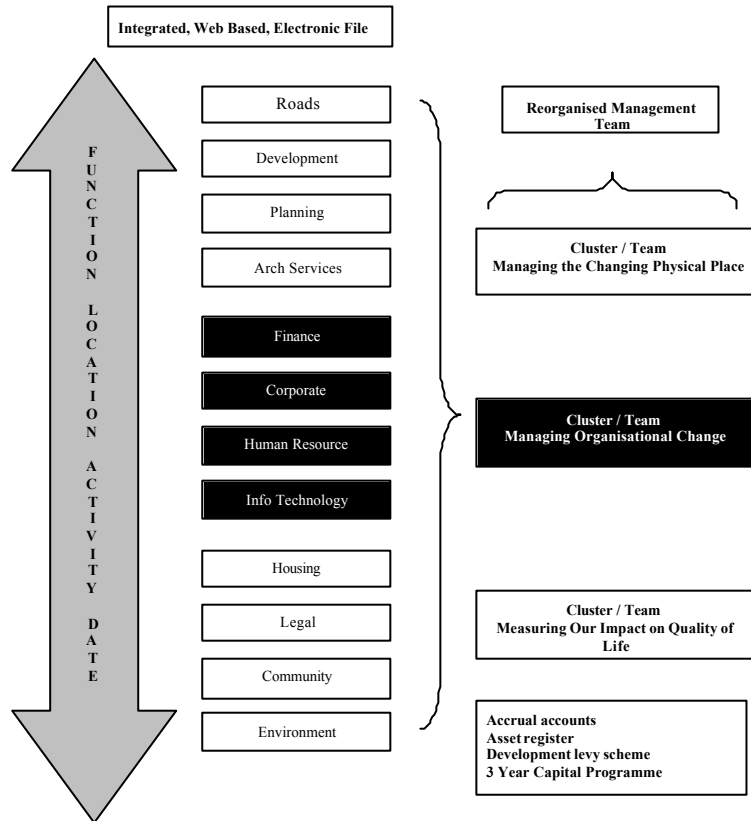 Integrated, Web Based, Electronic File
FUNCTION LOCATION ACTIVITY DATE
Roads
Development
Planning
Arch Services
Finance
Corporate
Human Resource
Info Technology
Housing
Legal
Community
Environment
Reorganised Management
Team
Cluster / Team
Managing the Changing Physical Place
Cluster / Team
Managing Organisational Change
Cluster / Team
Measuring Our Impact on Quality of
Life
Accrual accounts
Asset register
Development levy scheme
3 Year Capital Programme